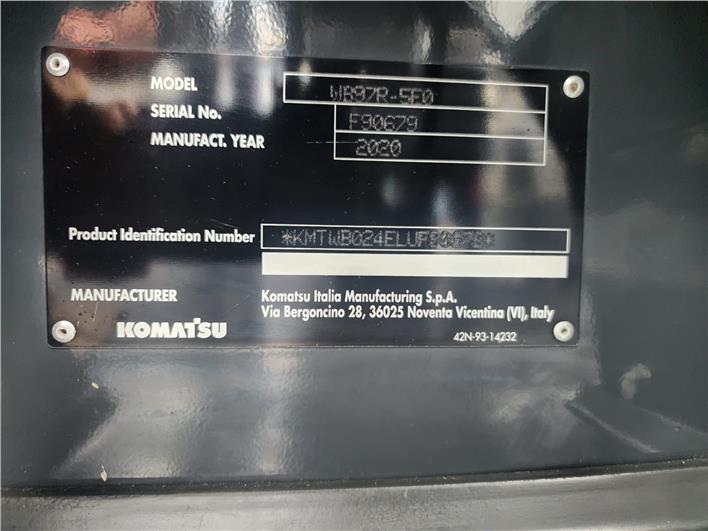 MODEL WB97R-5E0
SERIAL No. F90679
MANUFACT. YEAR 2020
Product Identification Number *KMTWB024ELVF90679*
MANUFACTURER Komatsu Italia Manufacturing S.p.A.
Via Bergoncino 28, 36025 Noventa Vicentina (VI), Italy
KOMATSU
42N-93-14232